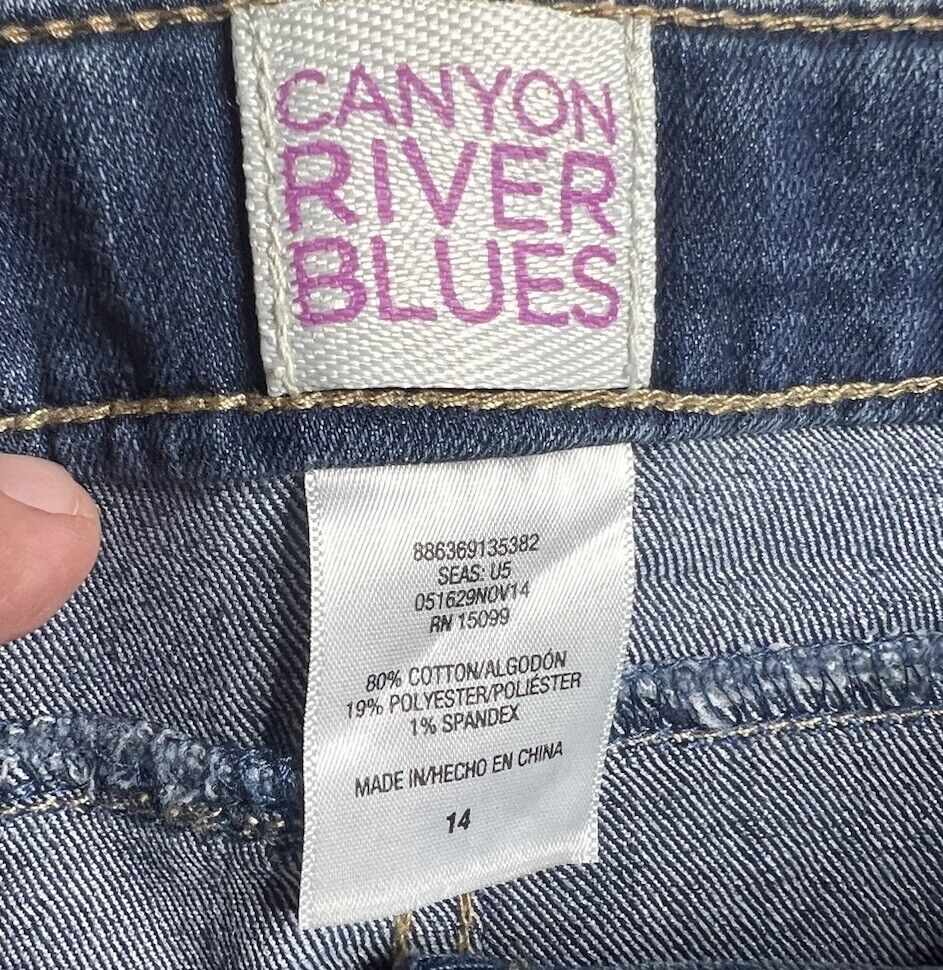 CANYON
RIVER
BLUES
886369135382
SEAS: U5
051629NOV14
RN 15099
80% COTTON/ALGODÓN
19% POLYESTER/POLIÉSTER
1% SPANDEX
MADE IN/HECHO EN CHINA
14